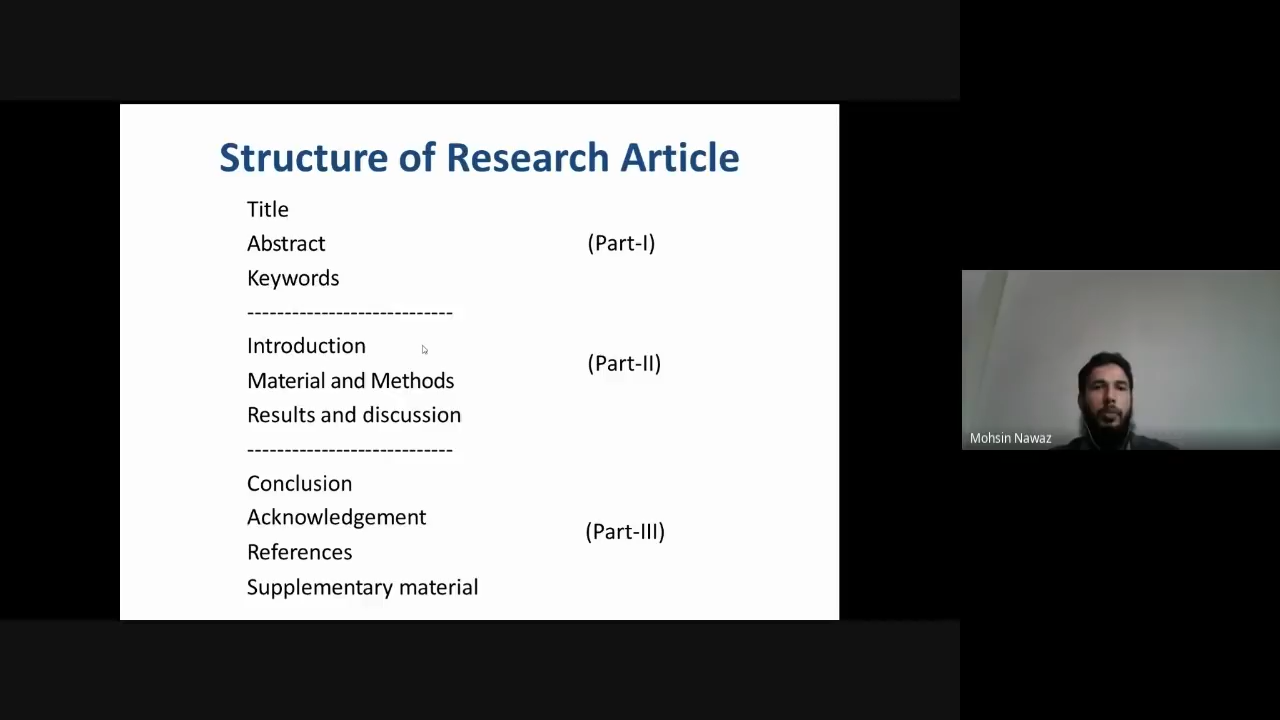 Structure of Research Article
Title
Abstract (Part-I)
Keywords
----------------------------
Introduction
(Part-II)
Material and Methods
Results and discussion
----------------------------
Conclusion
Acknowledgement
(Part-III)
References
Supplementary material
Mohsin Nawaz